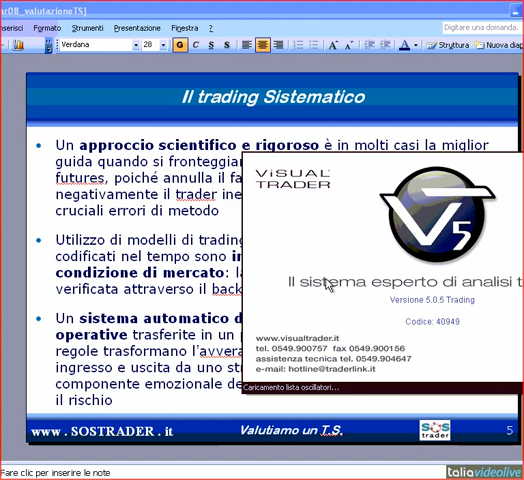 ar08_valutazioneTS]
nserisci Formato Strumenti Presentazione Finestra ?
Digitare una domanda.
Verdana 28 G C S S A A Struttura Nuova diap
Il trading Sistematico
Un approccio scientifico e rigoroso è in molti casi la miglior
guida quando si fronteggian
futures, poiché annulla il fa
negativamente il trader ine
cruciali errori di metodo
Utilizzo di modelli di trading
codificati nel tempo sono in
condizione di mercato: la
verificata attraverso il back
Un sistema automatico d
operative trasferite in un p
regole trasformano l'avvera
ingresso e uscita da uno str
componente emozionale de
il rischio
VISUAL
TRADER
V5
Il sistema esperto di analisi t
Versione 5.0.5 Trading
Codice: 40949
www.visualtrader.it
tel. 0549.900757 fax 0549.900156
assistenza tecnica tel. 0549.904647
e-mail: hotline@traderlink.it
Caricamento lista oscillatori...
www . SOSTRADER . it
Valutiamo un T.S.
SOS
trader
5
Fare clic per inserire le note
italiavideolive